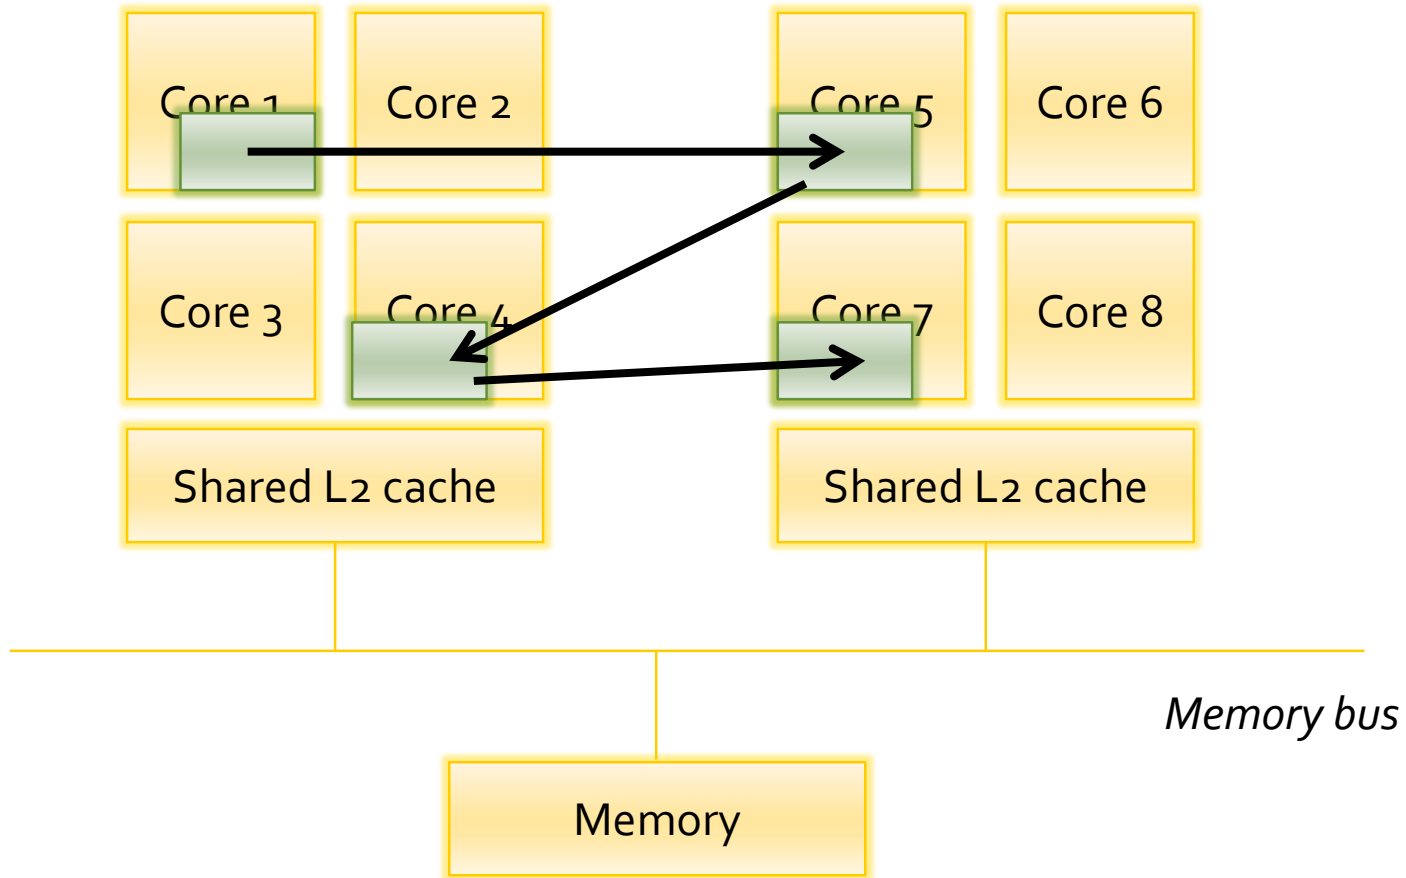 Core 1
Core 2
Core 5
Core 6
Core 3
Core 4
Core 7
Core 8
Shared L2 cache
Shared L2 cache
Memory bus
Memory